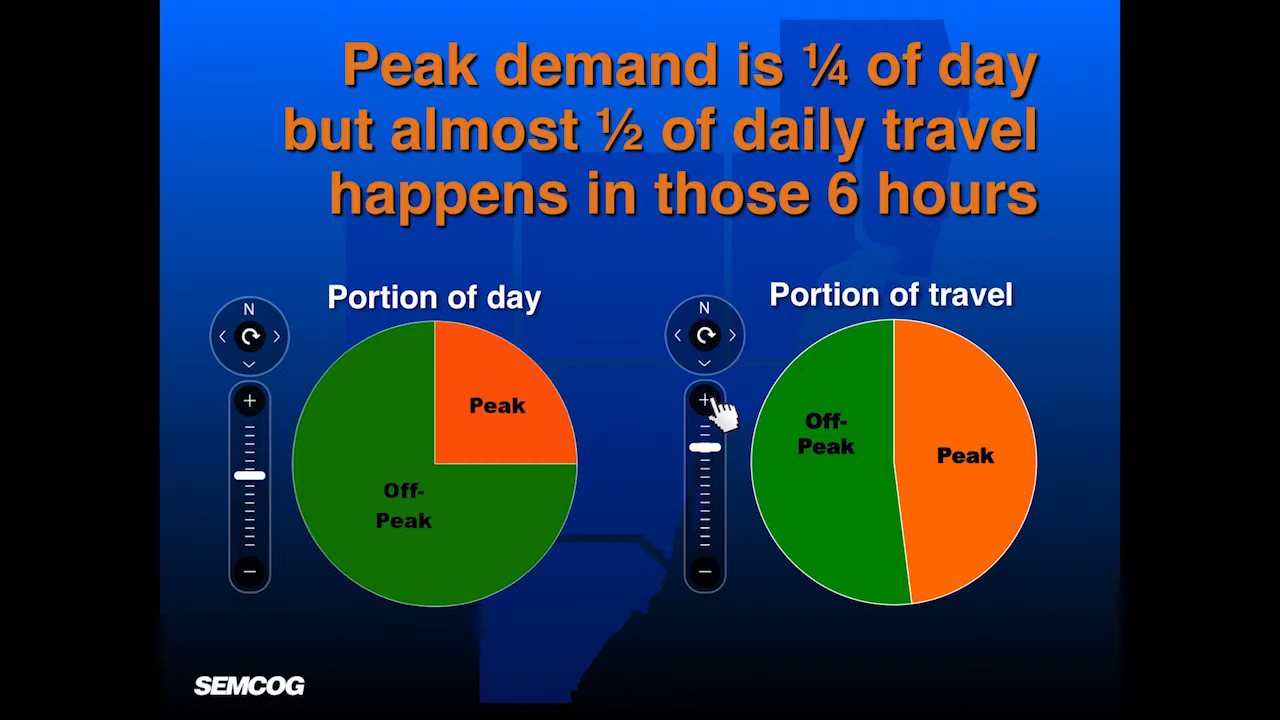 Peak demand is ¼ of day
but almost ½ of daily travel
happens in those 6 hours
Portion of day
Portion of travel
N
N
Peak
Off-
Peak
Off-
Peak
Peak
SEMCOG